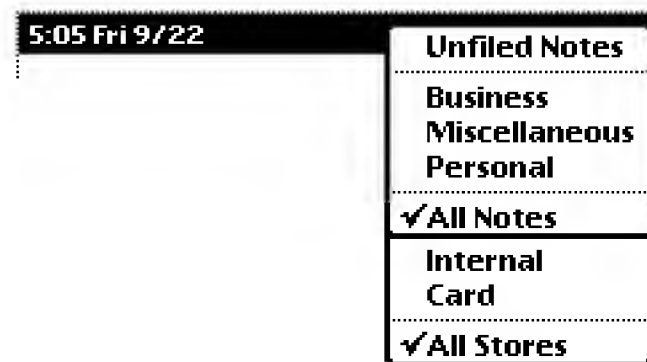 5:05 Fri 9/22
Unfiled Notes
Business
Miscellaneous
Personal
✓All Notes
Internal
Card
✓All Stores